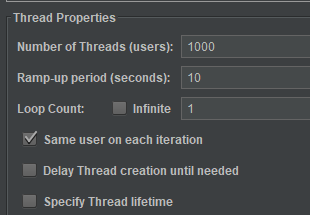 Thread Properties
Number of Threads (users): 1000
Ramp-up period (seconds): 10
Loop Count: Infinite 1
Same user on each iteration
Delay Thread creation until needed
Specify Thread lifetime